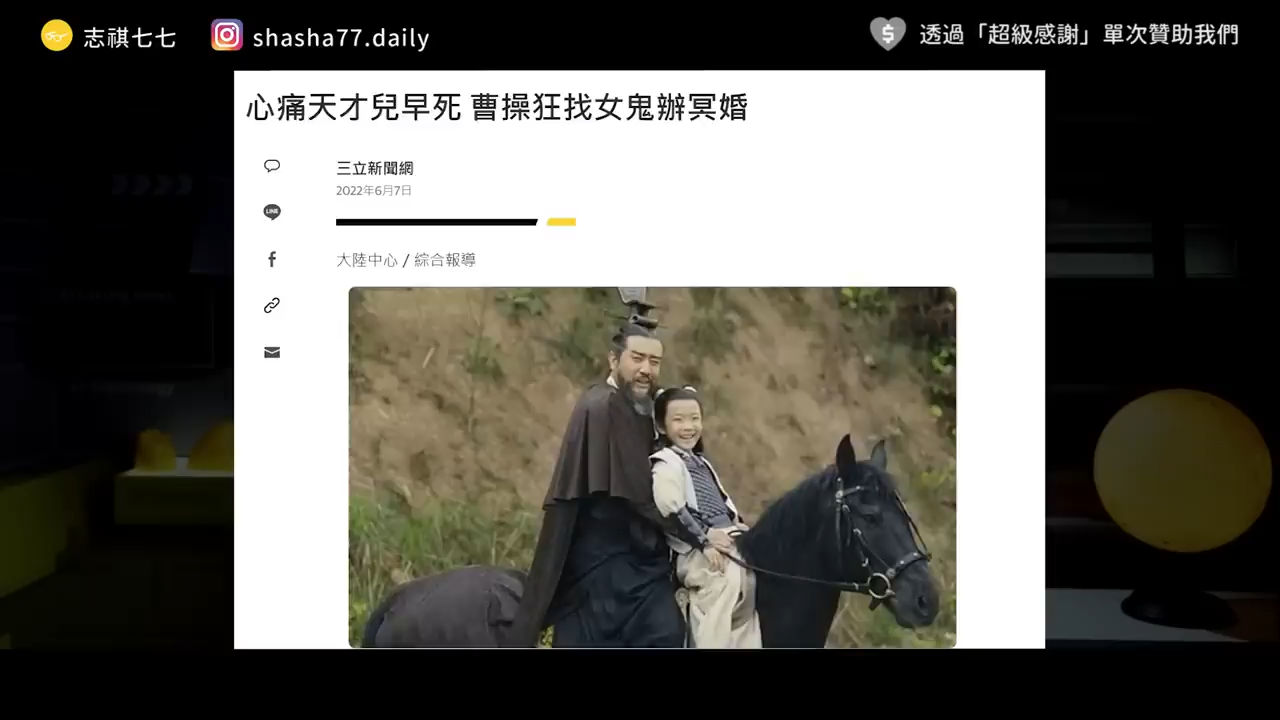 志祺七七
shasha77.daily
透過「超級感謝」單次贊助我們
心痛天才兒早死 曹操狂找女鬼辦冥婚
三立新聞網
2022年6月7日
LINE
大陸中心 / 綜合報導